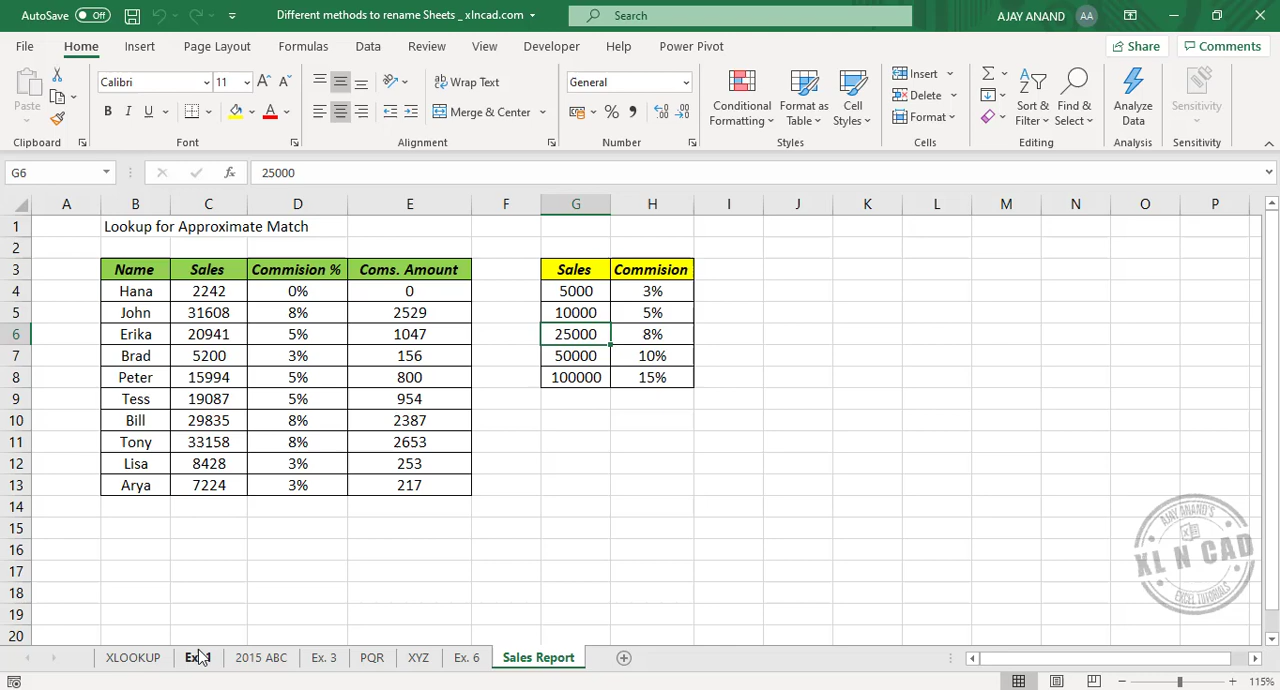 AutoSave Off Different methods to rename Sheets _ xlncad.com Search AJAY ANAND AA
File Home Insert Page Layout Formulas Data Review View Developer Help Power Pivot Share Comments
Paste Calibri 11 Wrap Text General Insert
B I U Merge & Center % Conditional Formatting Format as Table Cell Styles Delete Format Sort & Filter Find & Select Analyze Data Sensitivity
Clipboard Font Alignment Number Styles Cells Editing Analysis Sensitivity
G6 fx 25000
A B C D E F G H I J K L M N O P
1 Lookup for Approximate Match
2
3 Name Sales Commision % Coms. Amount Sales Commision
4 Hana 2242 0% 0 5000 3%
5 John 31608 8% 2529 10000 5%
6 Erika 20941 5% 1047 25000 8%
7 Brad 5200 3% 156 50000 10%
8 Peter 15994 5% 800 100000 15%
9 Tess 19087 5% 954
10 Bill 29835 8% 2387
11 Tony 33158 8% 2653
12 Lisa 8428 3% 253
13 Arya 7224 3% 217
14
15
16
17
18
19
20
AJAY ANAND'S
XL N CAD
EXCEL TUTORIALS
XLOOKUP 2015 ABC Ex. 3 PQR XYZ Ex. 6 Sales Report
115%